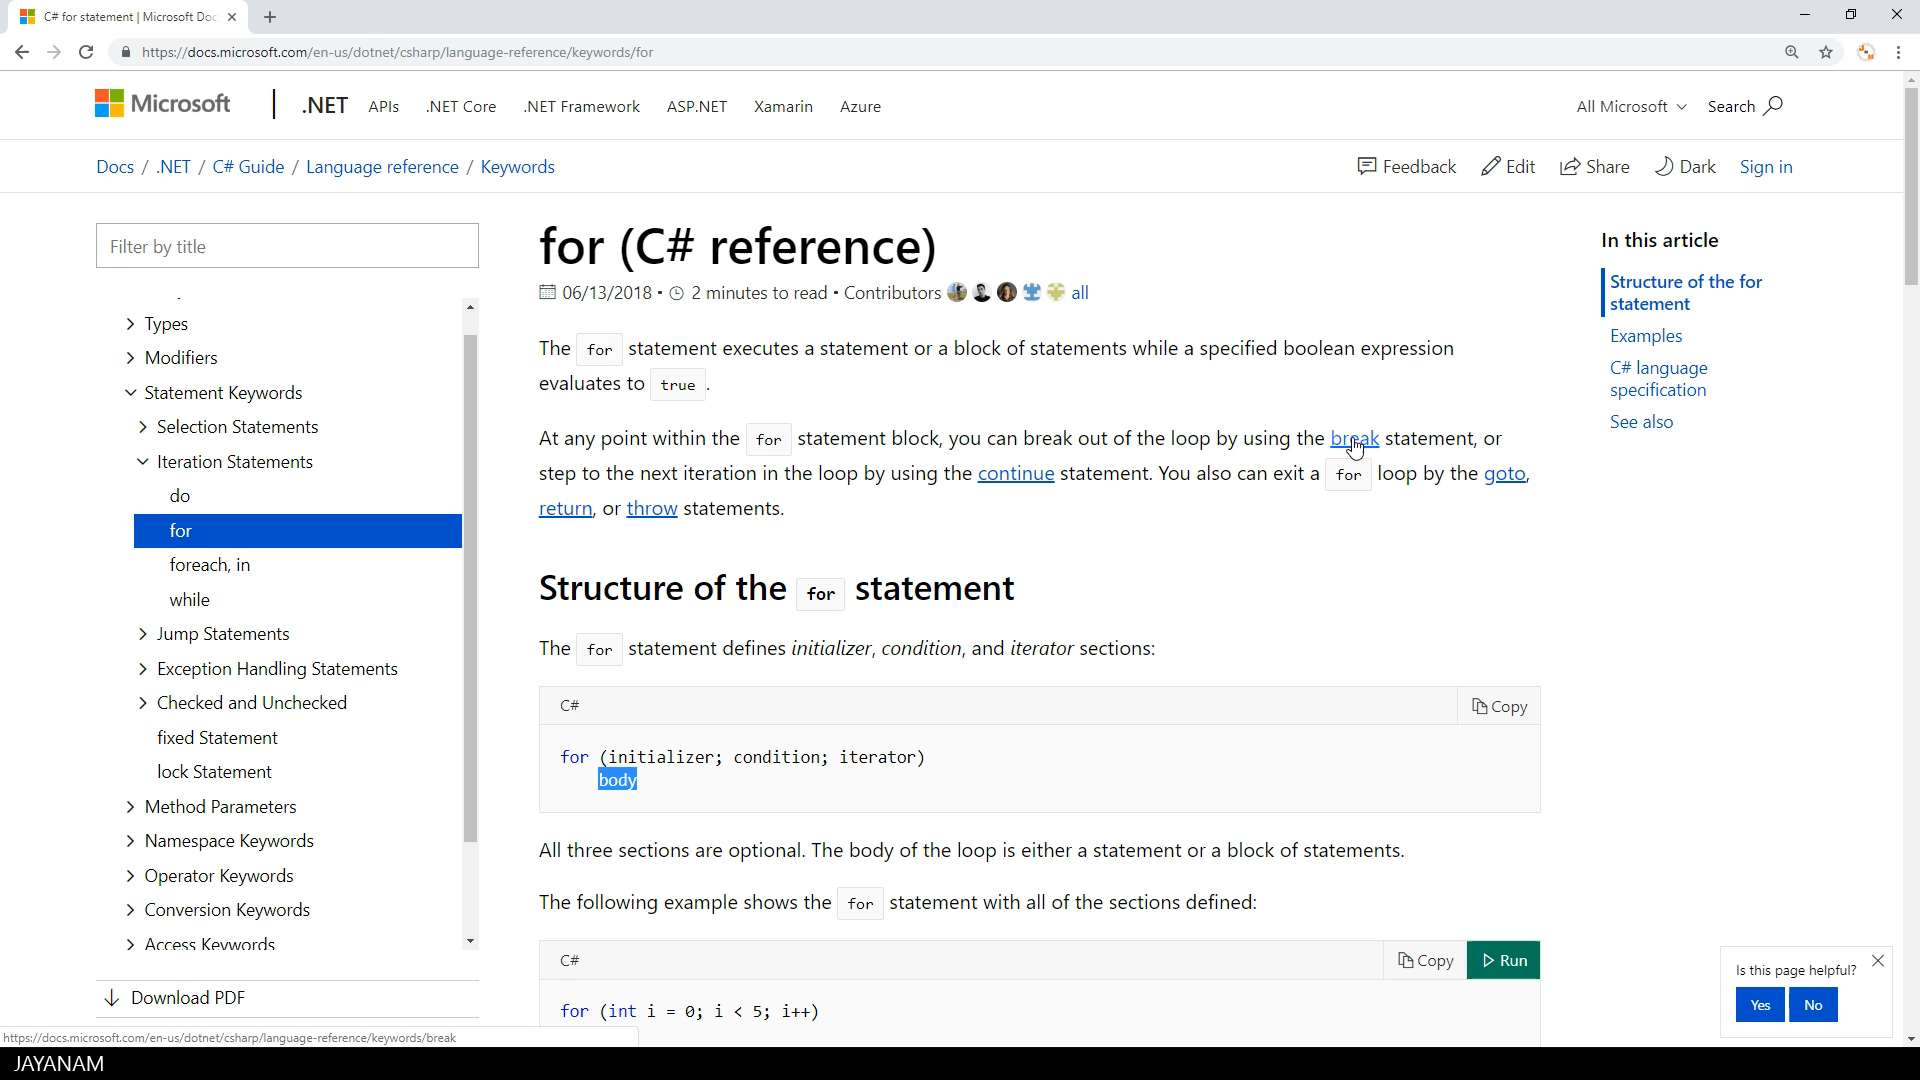 C# for statement | Microsoft Doc
https://docs.microsoft.com/en-us/dotnet/csharp/language-reference/keywords/for
Microsoft
.NET APIs .NET Core .NET Framework ASP.NET Xamarin Azure
All Microsoft Search
Docs / .NET / C# Guide / Language reference / Keywords
Feedback Edit Share Dark Sign in
Filter by title
Types
Modifiers
Statement Keywords
Selection Statements
Iteration Statements
do
for
foreach, in
while
Jump Statements
Exception Handling Statements
Checked and Unchecked
fixed Statement
lock Statement
Method Parameters
Namespace Keywords
Operator Keywords
Conversion Keywords
Access Keywords
Download PDF
for (C# reference)
06/13/2018 • 2 minutes to read • Contributors all
The for statement executes a statement or a block of statements while a specified boolean expression
evaluates to true .
At any point within the for statement block, you can break out of the loop by using the break statement, or
step to the next iteration in the loop by using the continue statement. You also can exit a for loop by the goto,
return, or throw statements.
Structure of the for statement
The for statement defines initializer, condition, and iterator sections:
C# Copy
for (initializer; condition; iterator)
body
All three sections are optional. The body of the loop is either a statement or a block of statements.
The following example shows the for statement with all of the sections defined:
C# Copy Run
for (int i = 0; i < 5; i++)
In this article
Structure of the for
statement
Examples
C# language
specification
See also
Is this page helpful?
Yes No
https://docs.microsoft.com/en-us/dotnet/csharp/language-reference/keywords/break
JAYANAM